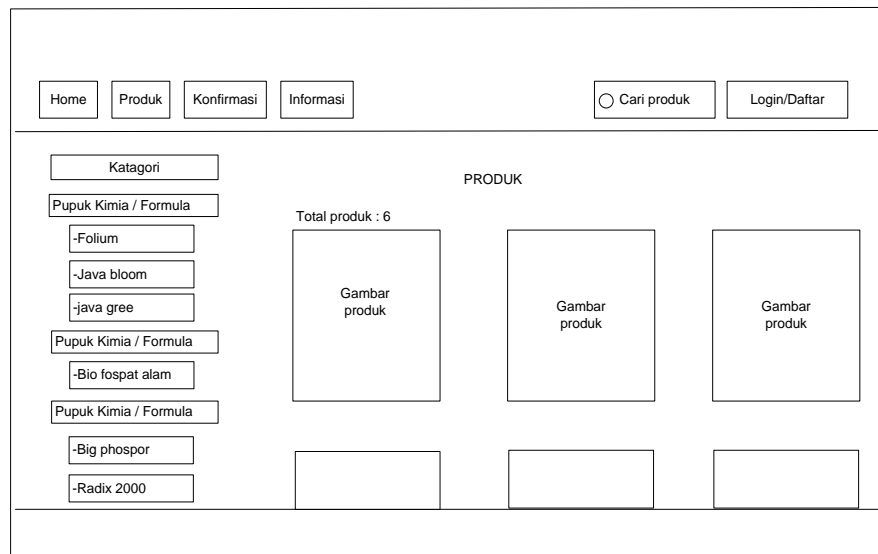 Home
Produk
Konfirmasi
Informasi
Cari produk
Login/Daftar
Katagori
Pupuk Kimia / Formula
-Folium
-Java bloom
-java gree
Pupuk Kimia / Formula
-Bio fospat alam
Pupuk Kimia / Formula
-Big phospor
-Radix 2000
PRODUK
Total produk : 6
Gambar
produk
Gambar
produk
Gambar
produk